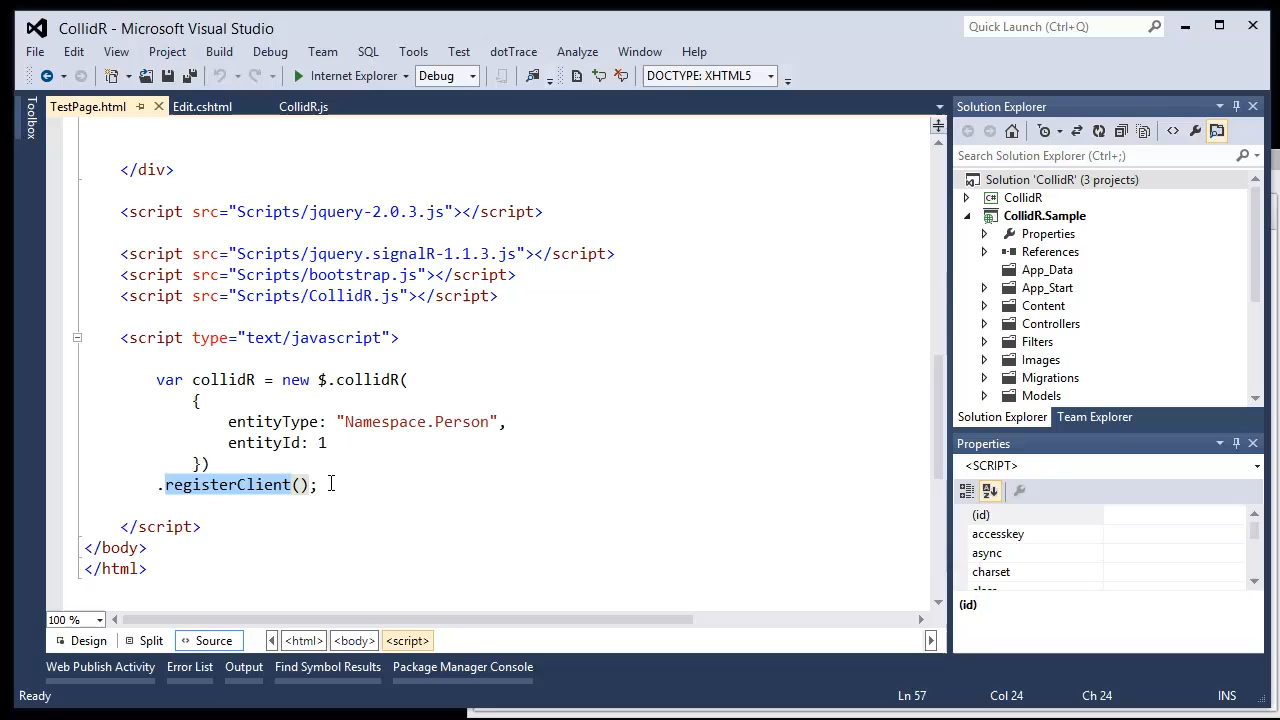 CollidR - Microsoft Visual Studio
Quick Launch (Ctrl+Q)
File Edit View Project Build Debug Team SQL Tools Test dotTrace Analyze Window Help
Internet Explorer Debug DOCTYPE: XHTML5
Toolbox
TestPage.html Edit.cshtml CollidR.js
</div>
<script src="Scripts/jquery-2.0.3.js"></script>
<script src="Scripts/jquery.signalR-1.1.3.js"></script>
<script src="Scripts/bootstrap.js"></script>
<script src="Scripts/CollidR.js"></script>
<script type="text/javascript">
var collidR = new $.collidR(
{
entityType: "Namespace.Person",
entityId: 1
})
.registerClient();
</script>
</body>
</html>
100 %
Design Split Source <html> <body> <script>
Web Publish Activity Error List Output Find Symbol Results Package Manager Console
Ready Ln 57 Col 24 Ch 24 INS
Solution Explorer
Search Solution Explorer (Ctrl+;)
Solution 'CollidR' (3 projects)
CollidR
CollidR.Sample
Properties
References
App_Data
App_Start
Content
Controllers
Filters
Images
Migrations
Models
Solution Explorer Team Explorer
Properties
<SCRIPT>
(id)
accesskey
async
charset
(id)